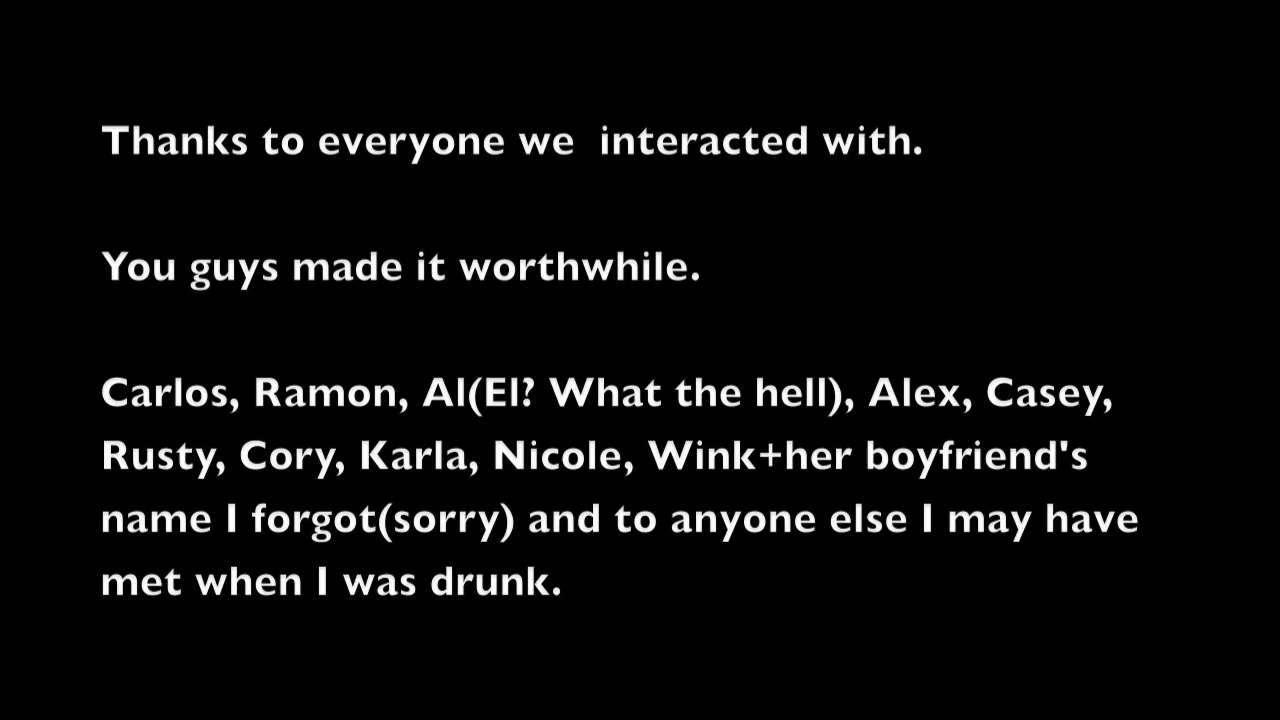 Thanks to everyone we  interacted with.
You guys made it worthwhile.
Carlos, Ramon, Al(El? What the hell), Alex, Casey,
Rusty, Cory, Karla, Nicole, Wink+her boyfriend's
name I forgot(sorry) and to anyone else I may have
met when I was drunk.